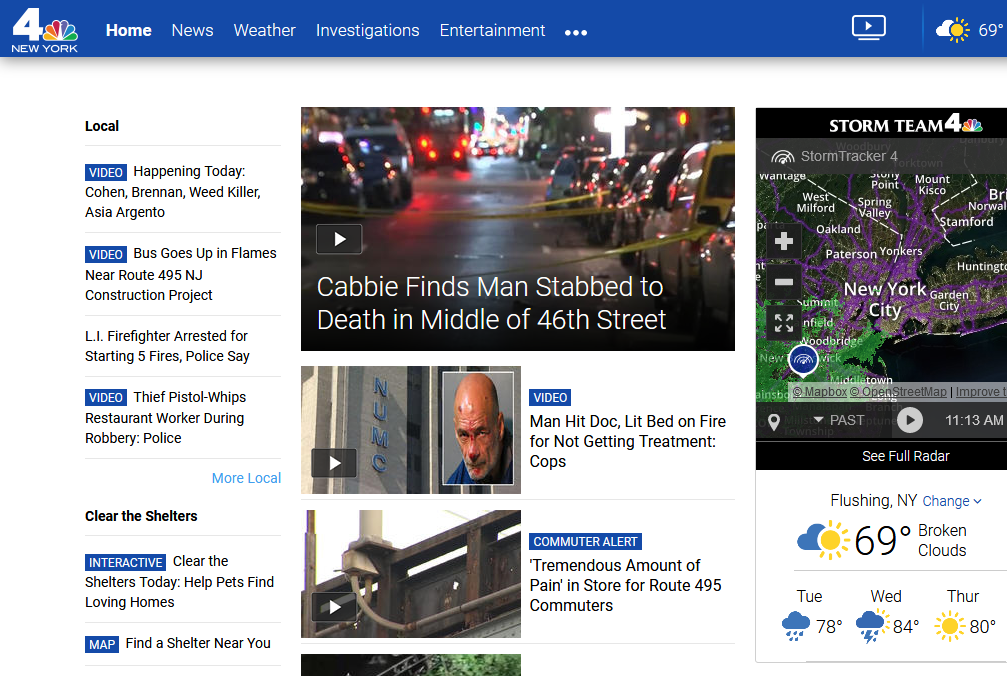 4
NEW YORK
Home News Weather Investigations Entertainment •••
69°
Local
VIDEO Happening Today:
Cohen, Brennan, Weed Killer,
Asia Argento
VIDEO Bus Goes Up in Flames
Near Route 495 NJ
Construction Project
L.I. Firefighter Arrested for
Starting 5 Fires, Police Say
VIDEO Thief Pistol-Whips
Restaurant Worker During
Robbery: Police
More Local
Clear the Shelters
INTERACTIVE Clear the
Shelters Today: Help Pets Find
Loving Homes
MAP Find a Shelter Near You
Cabbie Finds Man Stabbed to
Death in Middle of 46th Street
NUMC
VIDEO
Man Hit Doc, Lit Bed on Fire
for Not Getting Treatment:
Cops
COMMUTER ALERT
'Tremendous Amount of
Pain' in Store for Route 495
Commuters
STORM TEAM 4
StormTracker 4
Woodbury
Yorktown
Danbury
wantage
Stony
Point
Mount
Kisco
West
Milford
Spring
Valley
Norwal
Stamford
Oakland
Paterson
Yonkers
Huntingto
New York
City
Garden
City
Summit
nfield
Woodbridge
Middletown
© Mapbox © OpenStreetMap | Improve t
PAST
11:13 AM
See Full Radar
Flushing, NY Change
69° Broken
Clouds
Tue Wed Thur
78° 84° 80°